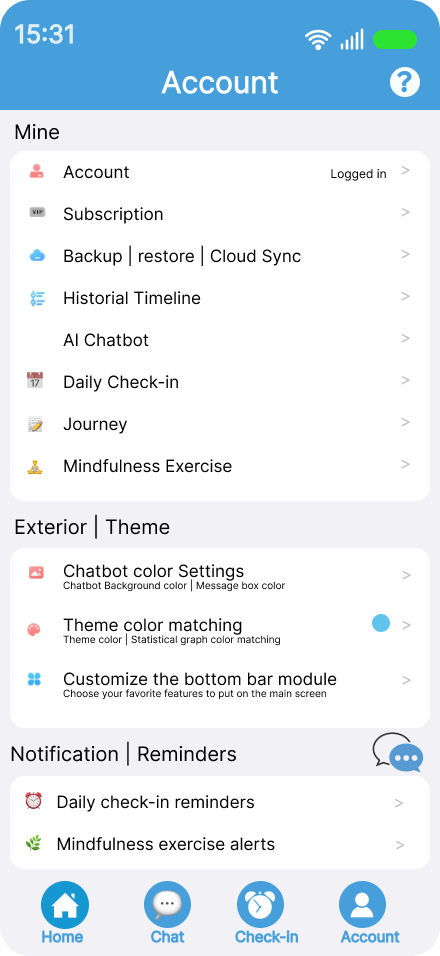 15:31
Account
?
Mine
Account
Logged in
>
VIP
Subscription
>
Backup | restore | Cloud Sync
>
Historial Timeline
>
AI Chatbot
>
17
Daily Check-in
>
Journey
>
Mindfulness Exercise
>
Exterior | Theme
Chatbot color Settings
>
Chatbot Background color | Message box color
Theme color matching
>
Theme color | Statistical graph color matching
Customize the bottom bar module
>
Choose your favorite features to put on the main screen
Notification | Reminders
Daily check-in reminders
>
Mindfulness exercise alerts
>
Home
Chat
Check-in
Account